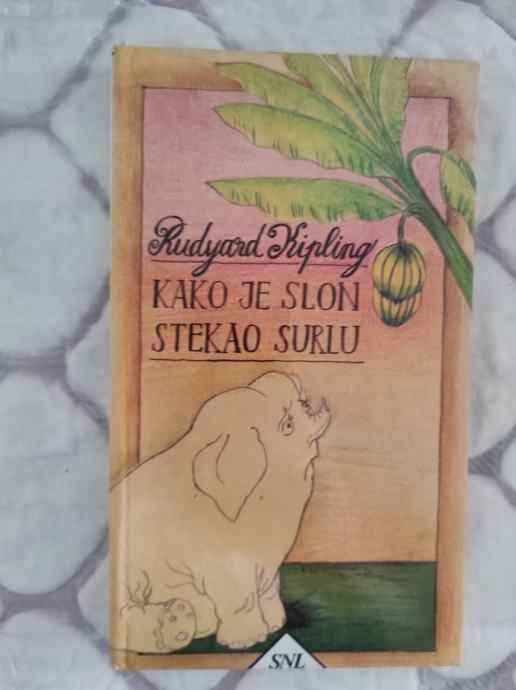 Rudyard Kipling
KAKO JE SLON
STEKAO SURLU
SNL